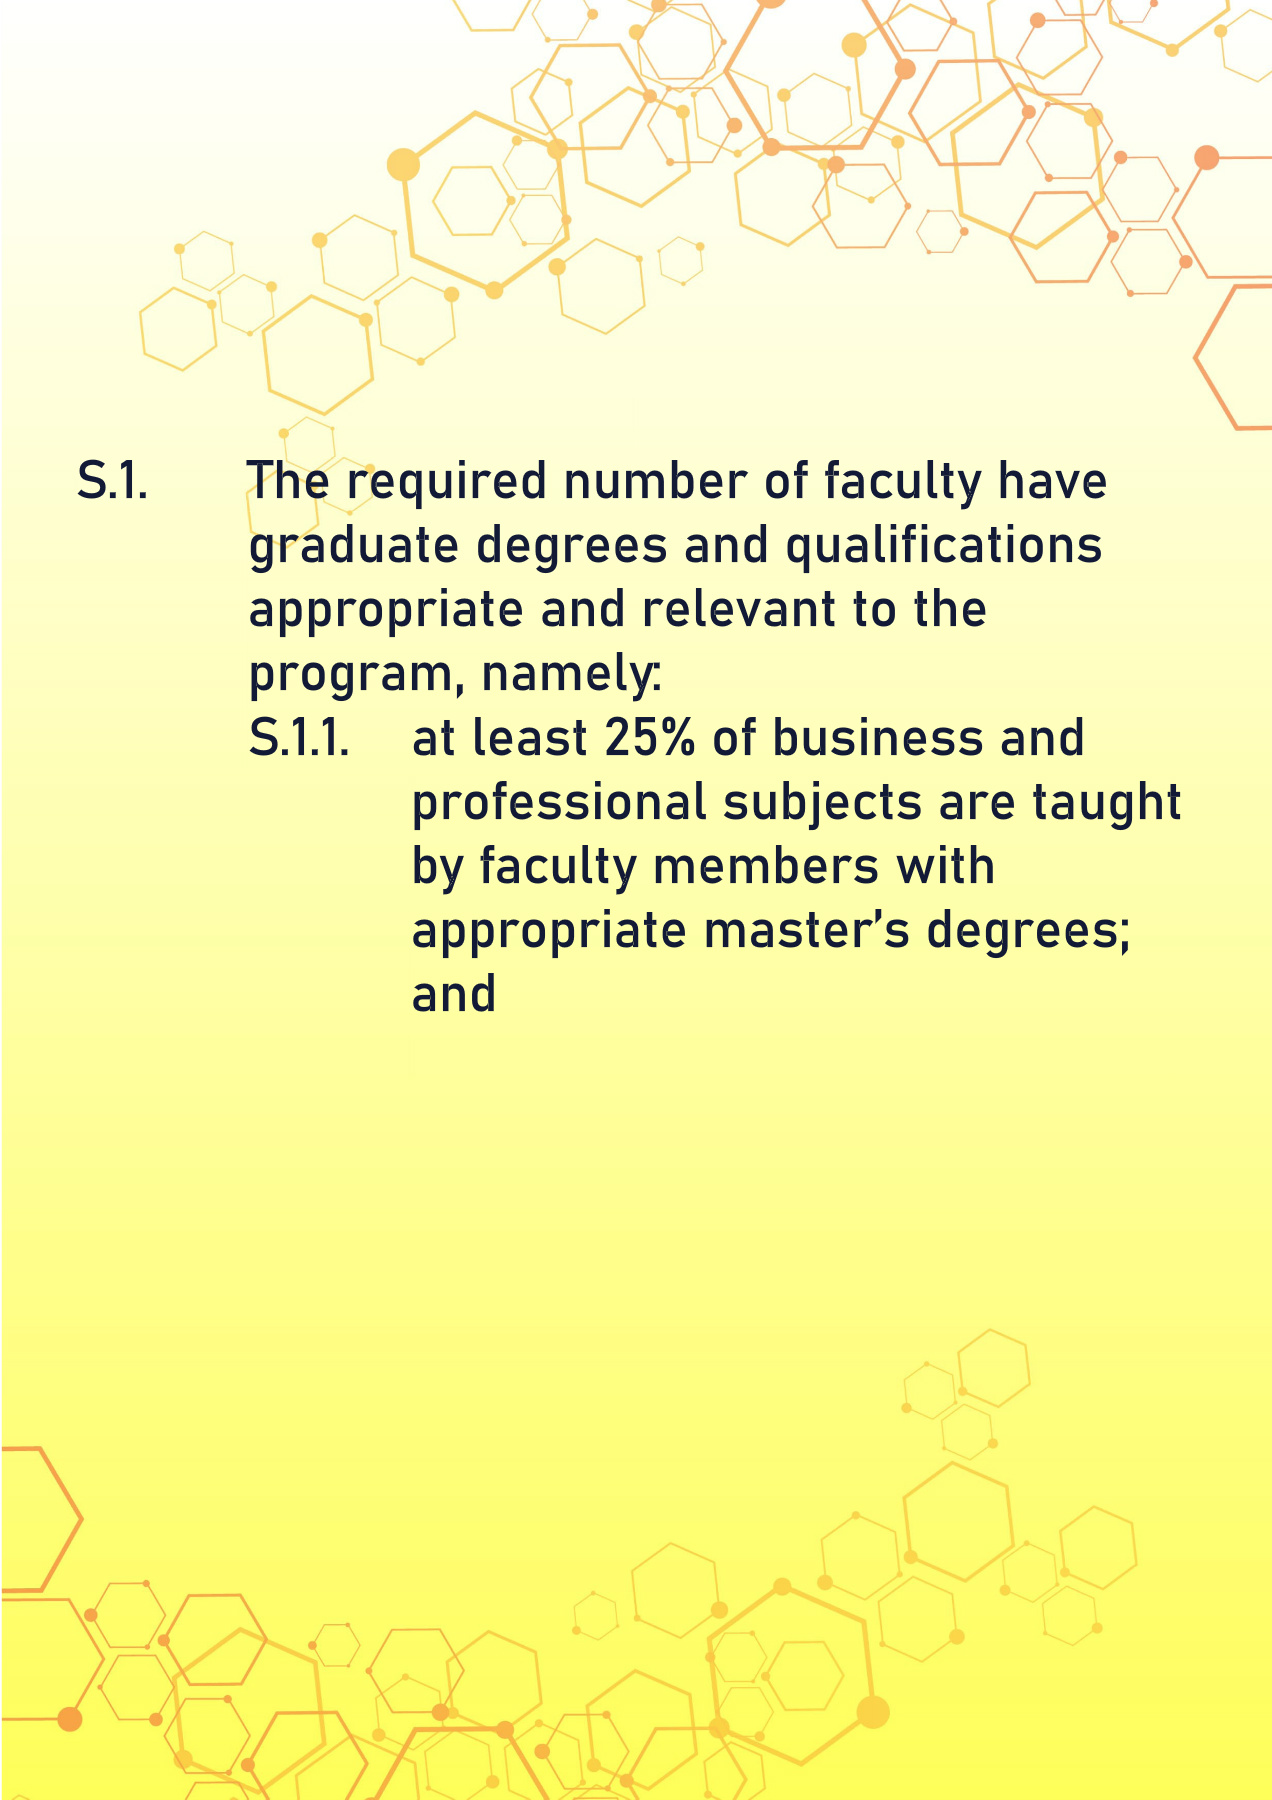 S.1. The required number of faculty have
graduate degrees and qualifications
appropriate and relevant to the
program, namely:
S.1.1. at least 25% of business and
professional subjects are taught
by faculty members with
appropriate master’s degrees;
and